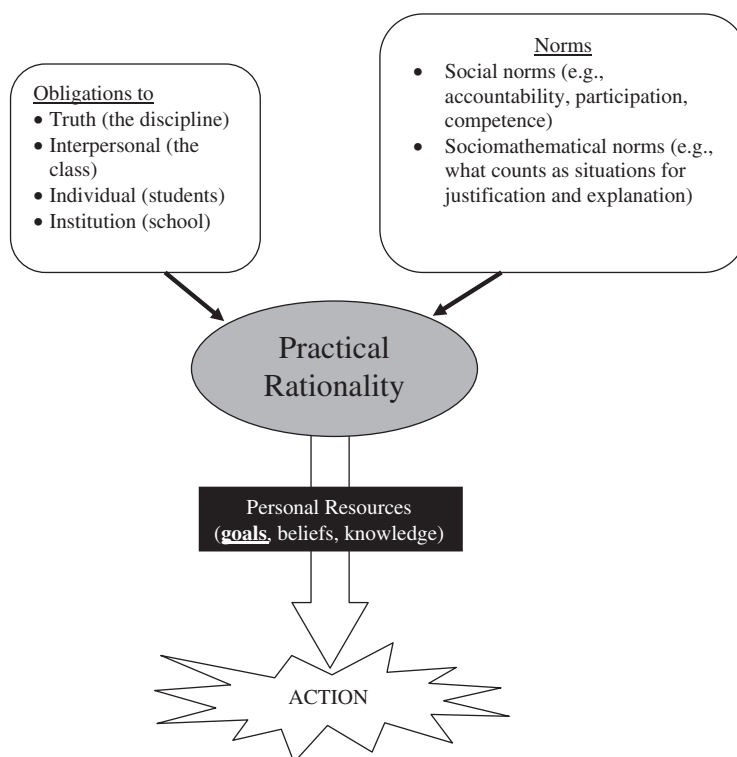 Obligations to
• Truth (the discipline)
• Interpersonal (the
class)
• Individual (students)
• Institution (school)
Norms
• Social norms (e.g.,
accountability, participation,
competence)
• Sociomathematical norms (e.g.,
what counts as situations for
justification and explanation)
Practical
Rationality
Personal Resources
(goals, beliefs, knowledge)
ACTION